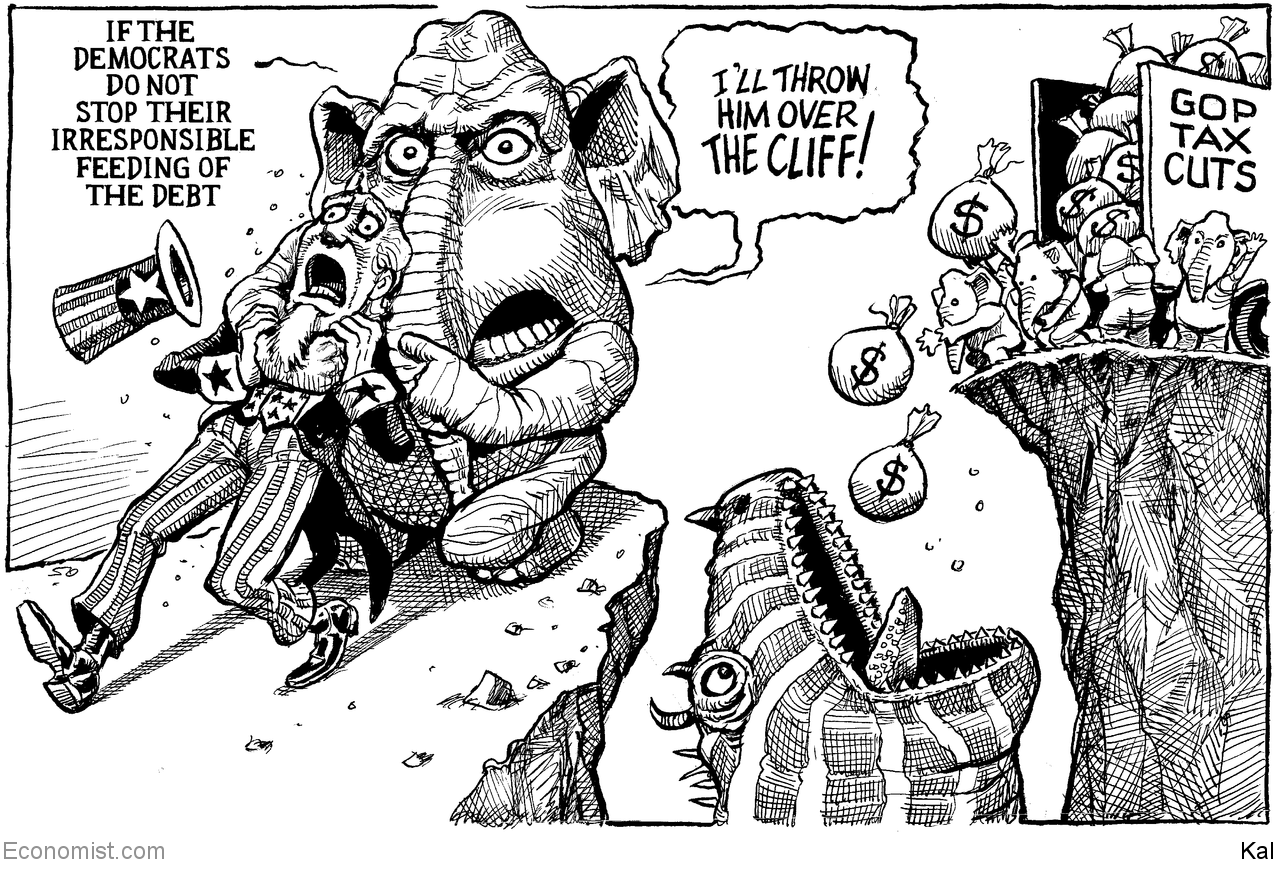 IF THE
DEMOCRATS
DO NOT
STOP THEIR
IRRESPONSIBLE
FEEDING OF
THE DEBT
I'LL THROW
HIM OVER
THE CLIFF!
GOP
TAX
CUTS
$
$
$
$
$
$
$
Economist.com
Kal